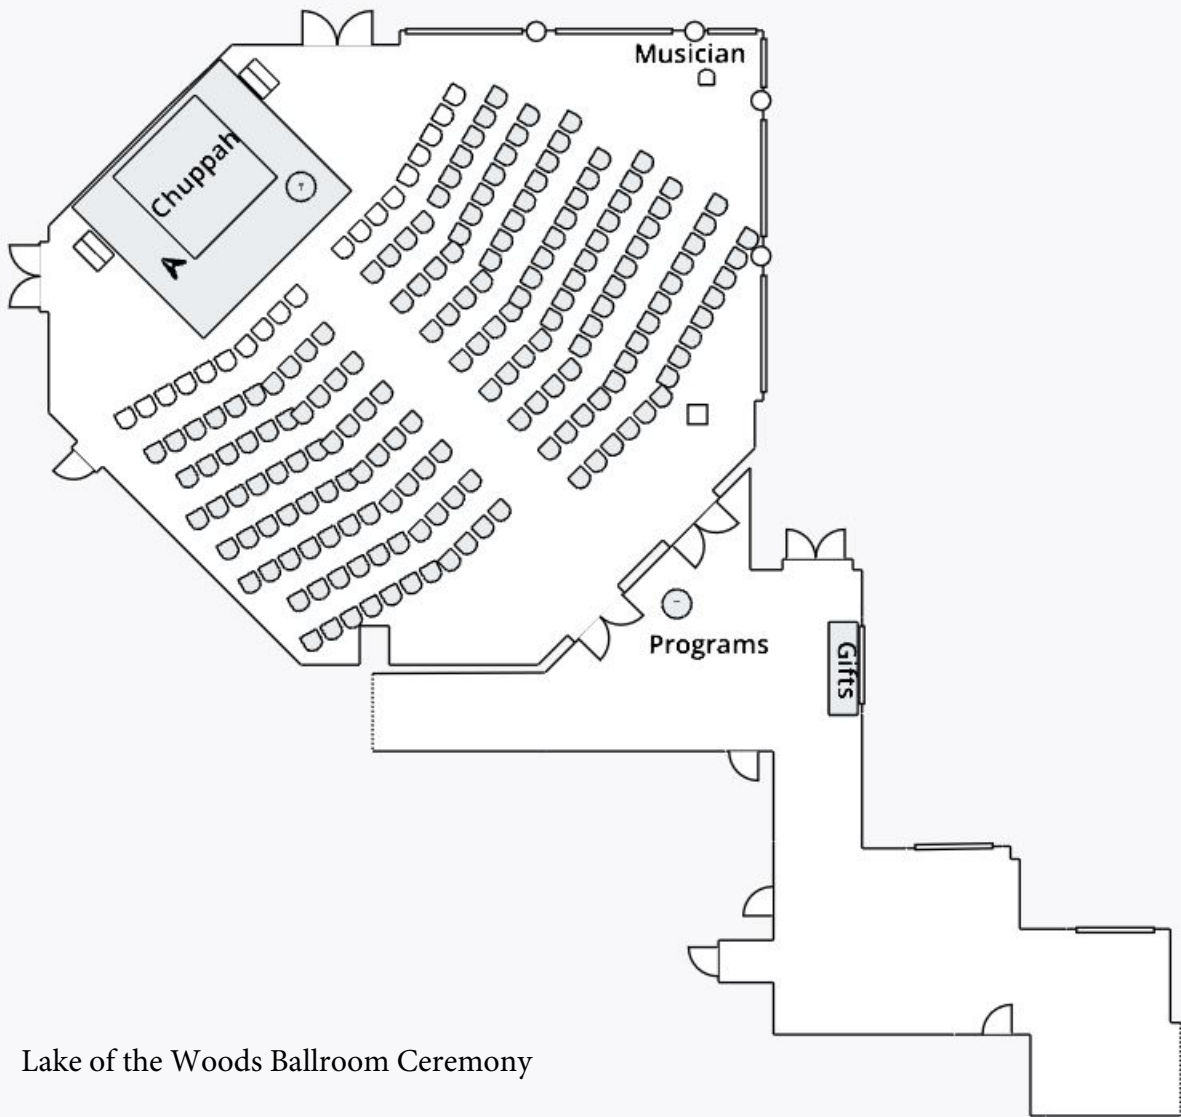 Musician
Chuppah
A
Programs
Gifts
Lake of the Woods Ballroom Ceremony